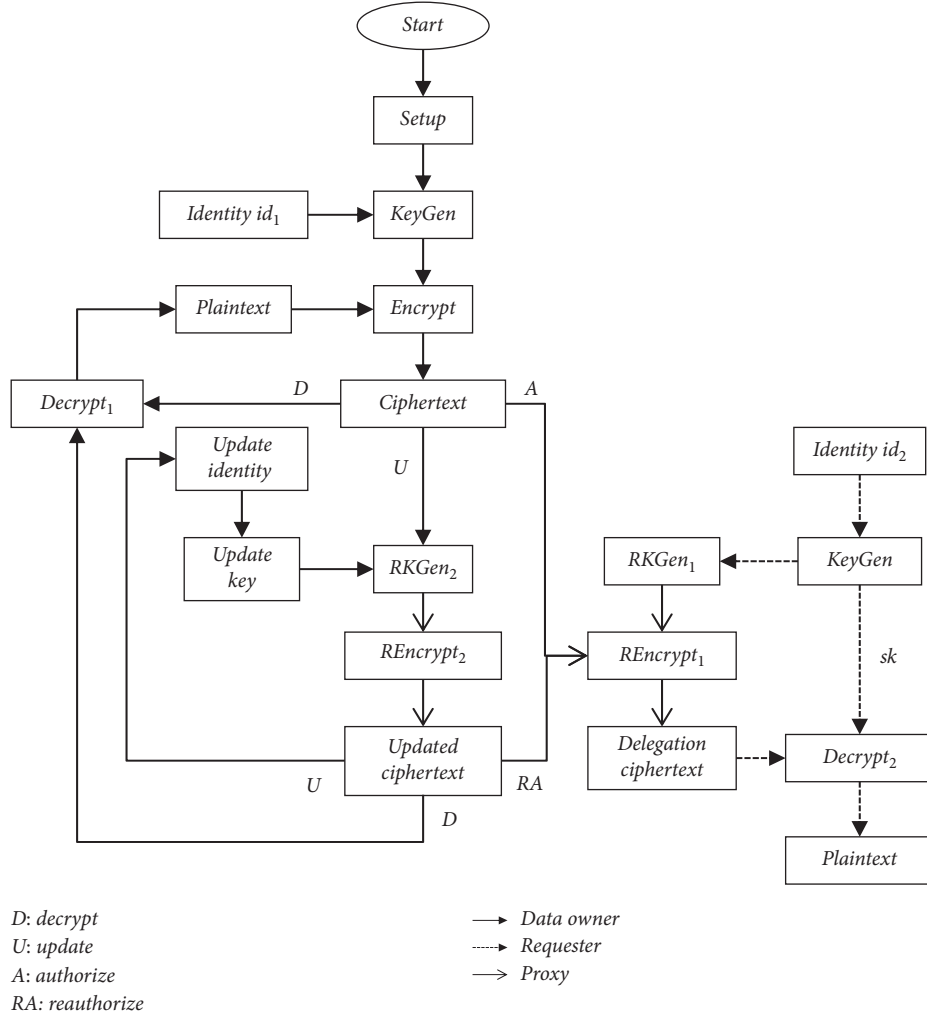 Start
Setup
Identity id₁
KeyGen
Plaintext
Encrypt
Decrypt₁
D
Ciphertext
A
Update
identity
U
Identity id₂
Update
key
RKGen₂
RKGen₁
KeyGen
REncrypt₂
REncrypt₁
sk
Updated
ciphertext
Delegation
ciphertext
Decrypt₂
U
RA
D
Plaintext
D: decrypt
U: update
A: authorize
RA: reauthorize
Data owner
Requester
Proxy